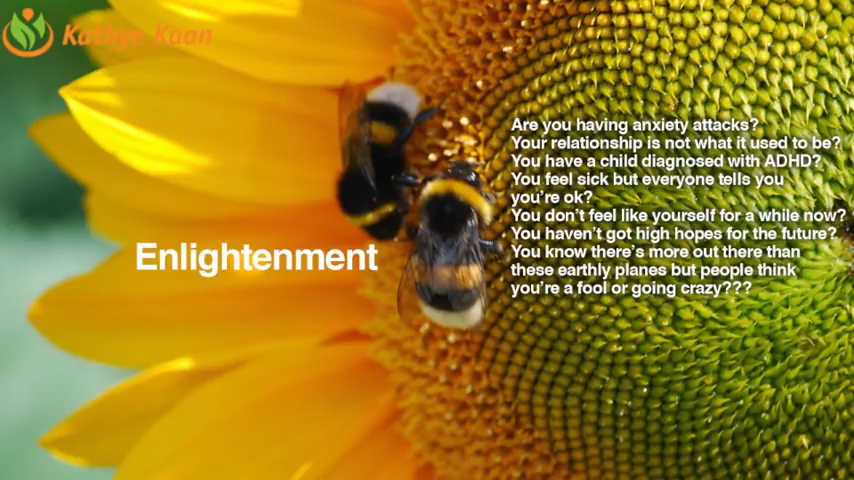 Kathye Kaan
Are you having anxiety attacks?
Your relationship is not what it used to be?
You have a child diagnosed with ADHD?
You feel sick but everyone tells you
you're ok?
You don't feel like yourself for a while now?
You haven't got high hopes for the future?
You know there's more out there than
these earthly planes but people think
you're a fool or going crazy???
Enlightenment